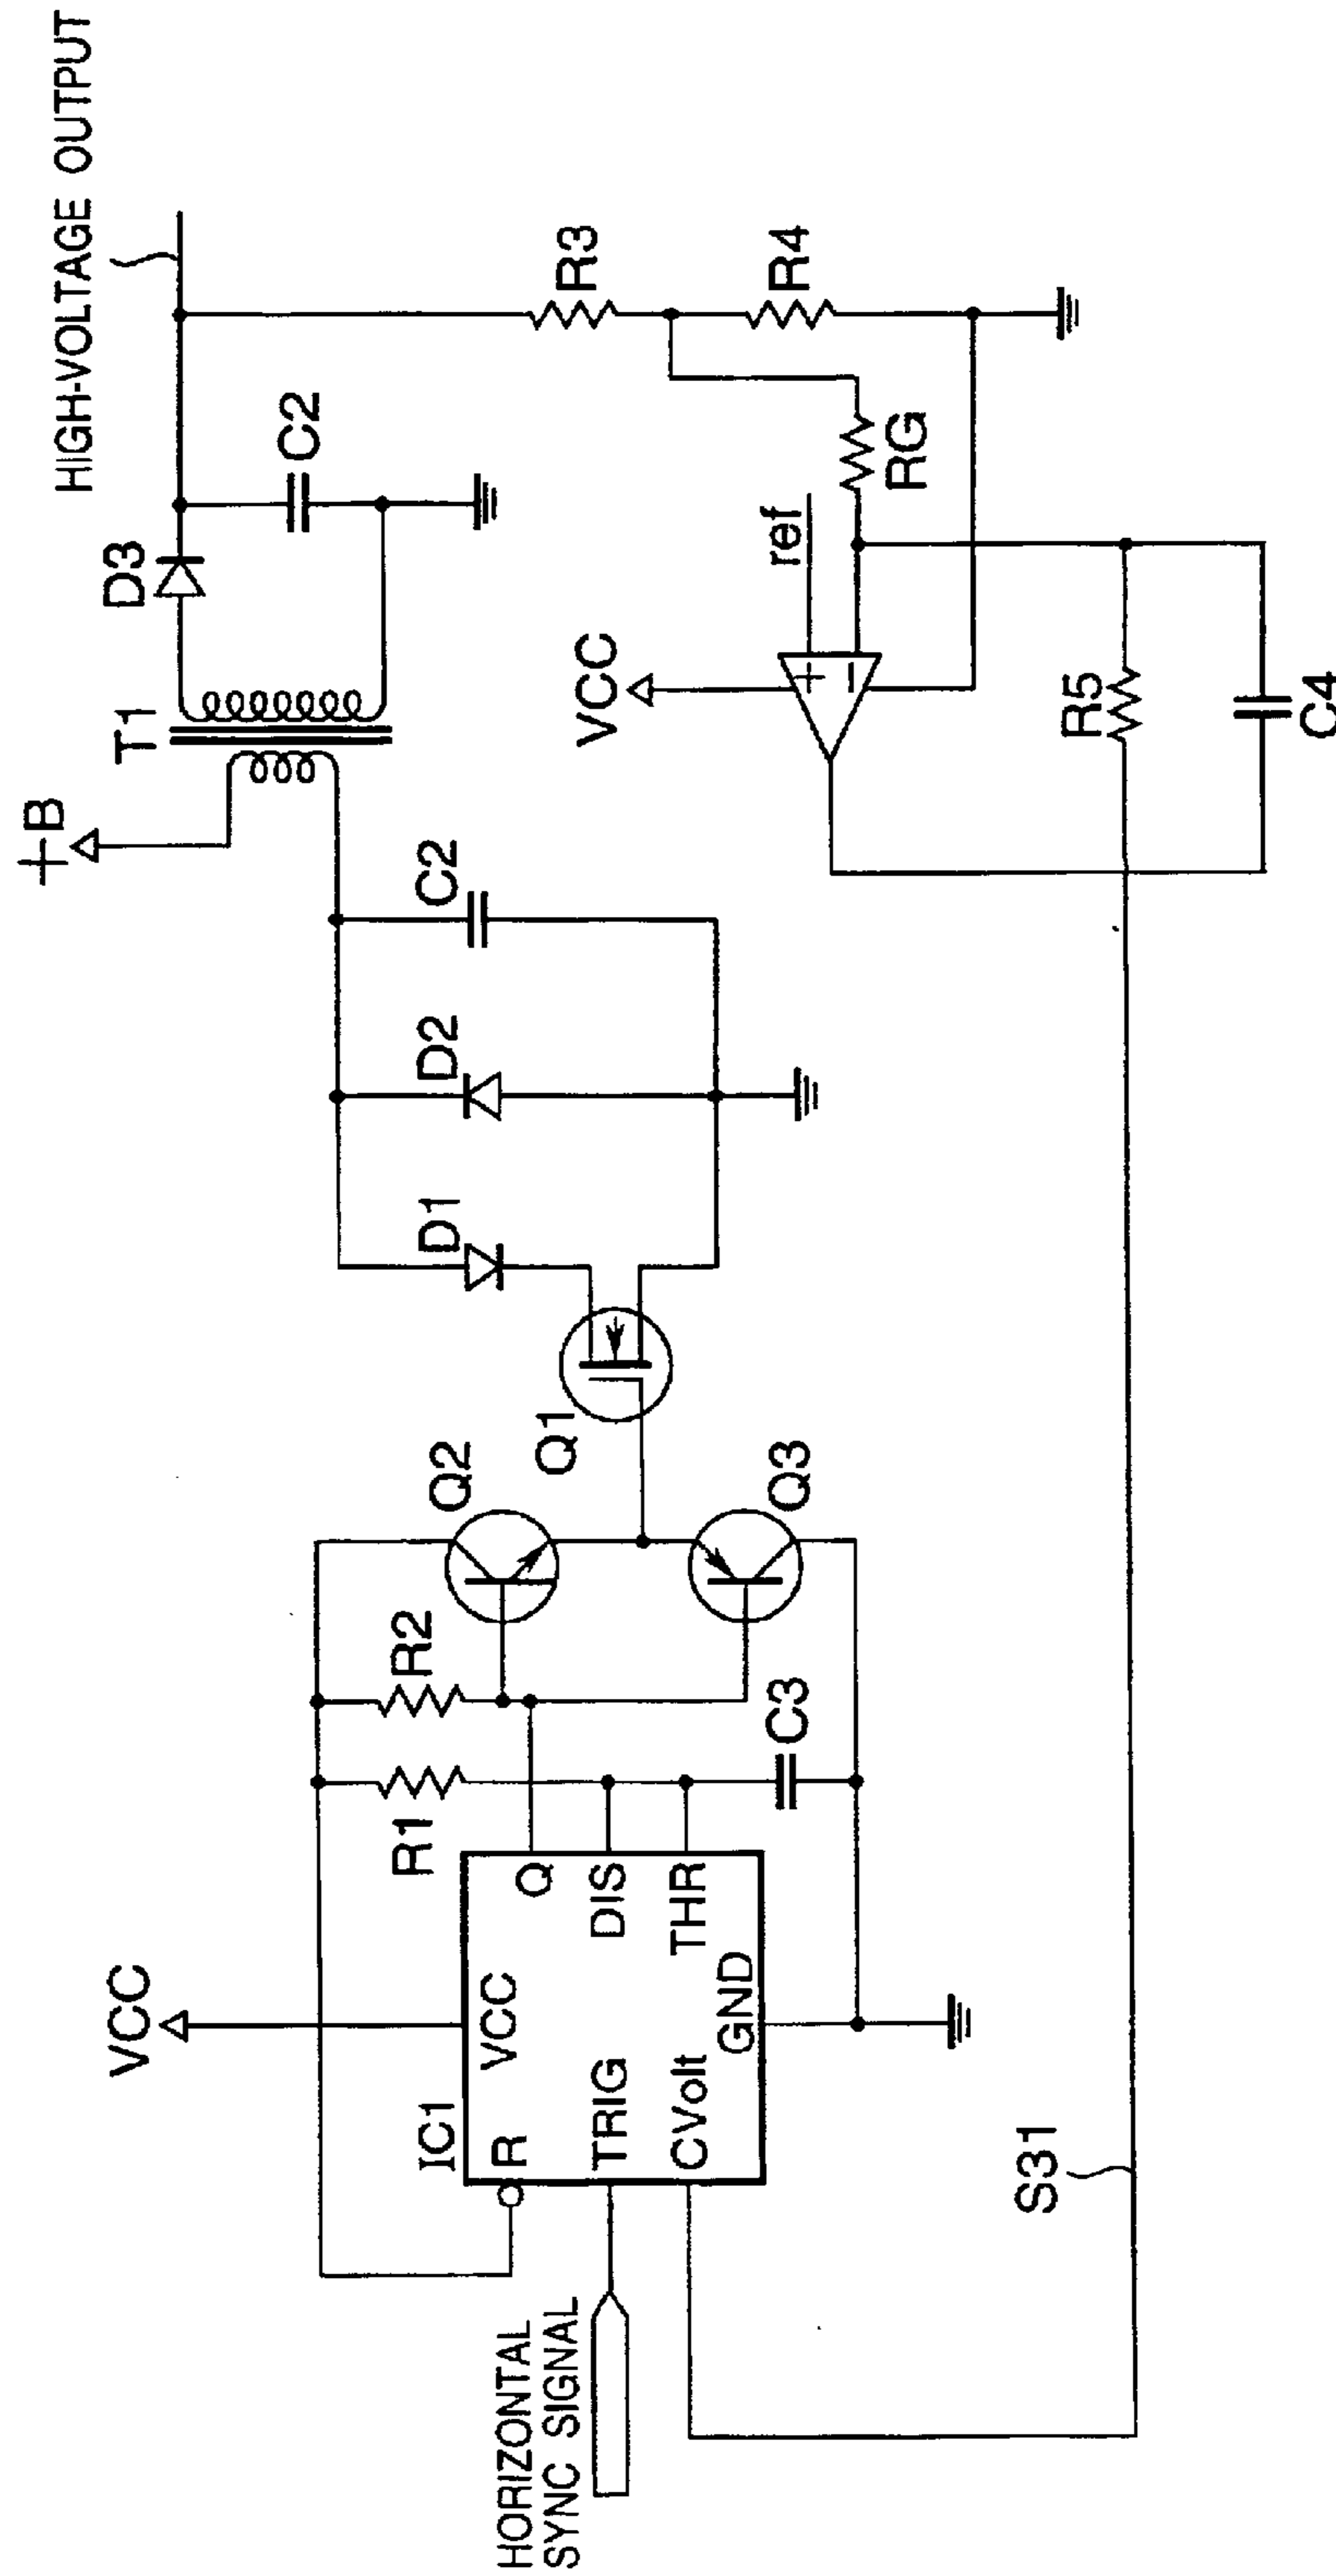 HIGH-VOLTAGE OUTPUT
+B
T1
D3
C2
R3
R4
RG
ref
VCC
+
−
R5
C4
C2
D2
D1
Q1
Q2
Q3
R2
R1
C3
VCC
IC1
R
VCC
Q
DIS
THR
TRIG
CVolt
GND
HORIZONTAL
SYNC SIGNAL
S31